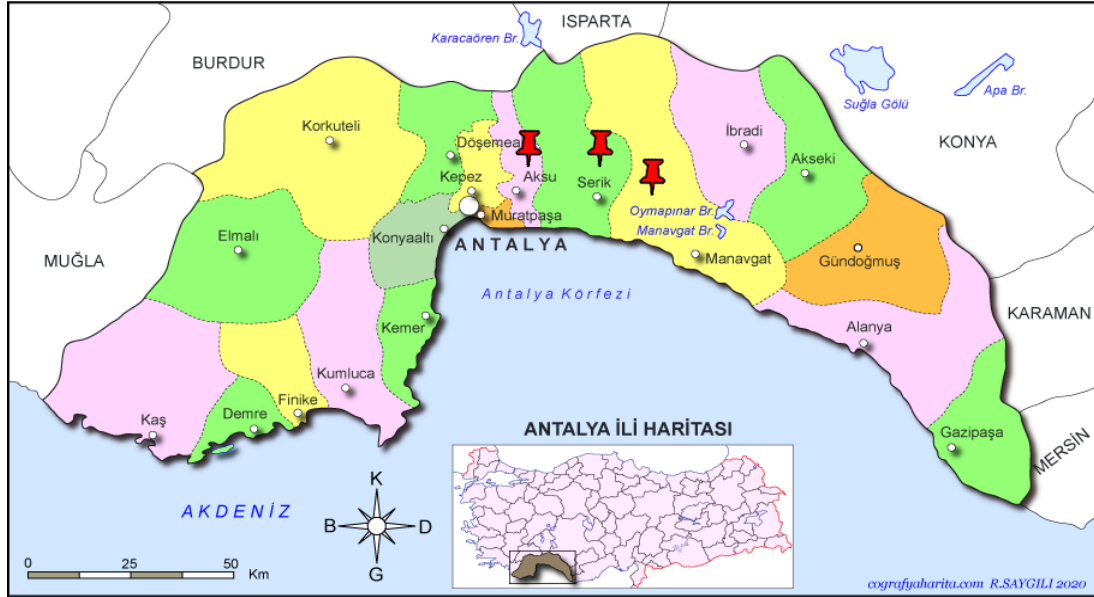 ISPARTA
Karacaören Br.
BURDUR
Suğla Gölü
Apa Br.
KONYA
Korkuteli
Döşemea
İbradi
Akseki
Kepez
Aksu
Serik
Muratpaşa
Oymapınar Br.
Manavgat Br.
Elmalı
Konyaaltı
ANTALYA
Manavgat
Gündoğmuş
MUĞLA
Antalya Körfezi
KARAMAN
Kemer
Alanya
Kumluca
Finike
Kaş
Demre
ANTALYA İLİ HARİTASI
Gazipaşa
MERSİN
K
AKDENİZ
B
D
G
0 25 50
Km
cografyaharita.com R.SAYGILI 2020